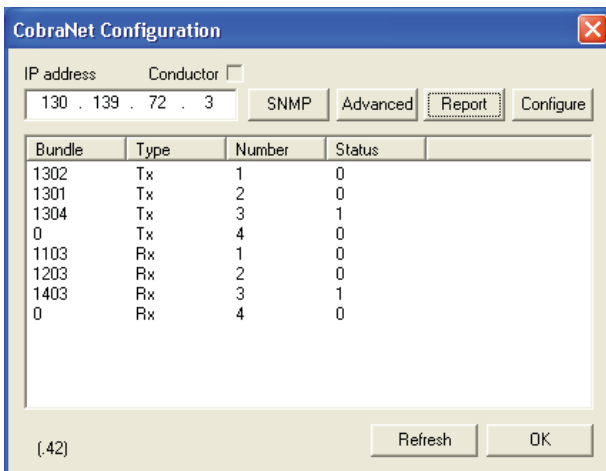 CobraNet Configuration
IP address Conductor
130 . 139 . 72 . 3 SNMP Advanced Report Configure
Bundle Type Number Status
1302 Tx 1 0
1301 Tx 2 0
1304 Tx 3 1
0 Tx 4 0
1103 Rx 1 0
1203 Rx 2 0
1403 Rx 3 1
0 Rx 4 0
(.42) Refresh OK